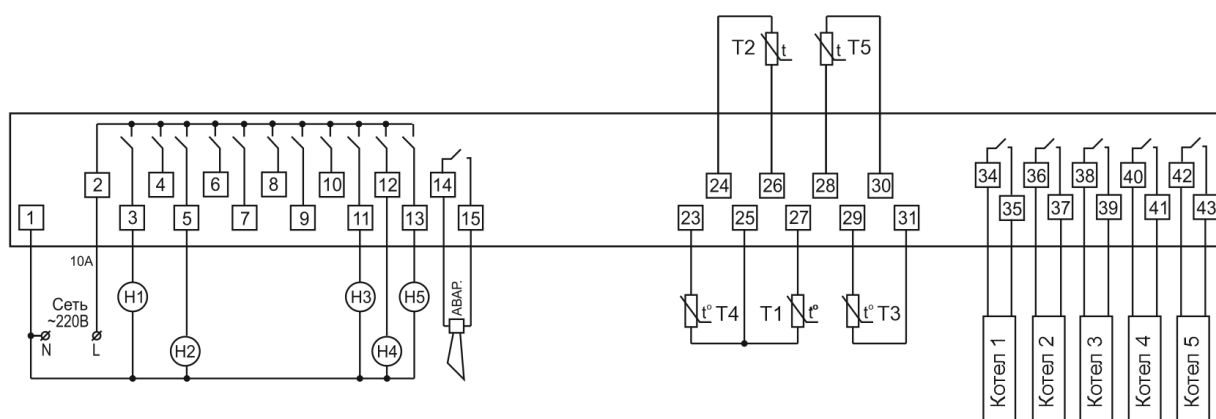 T2
t
t
T5
2
4
6
8
10
12
14
24
26
28
30
34
36
38
40
42
1
3
5
7
9
11
13
15
23
25
27
29
31
35
37
39
41
43
10А
Сеть
~220В
N
L
H1
H2
H3
H4
H5
АВАР.
t° T4
T1
t°
t° T3
Котел 1
Котел 2
Котел 3
Котел 4
Котел 5